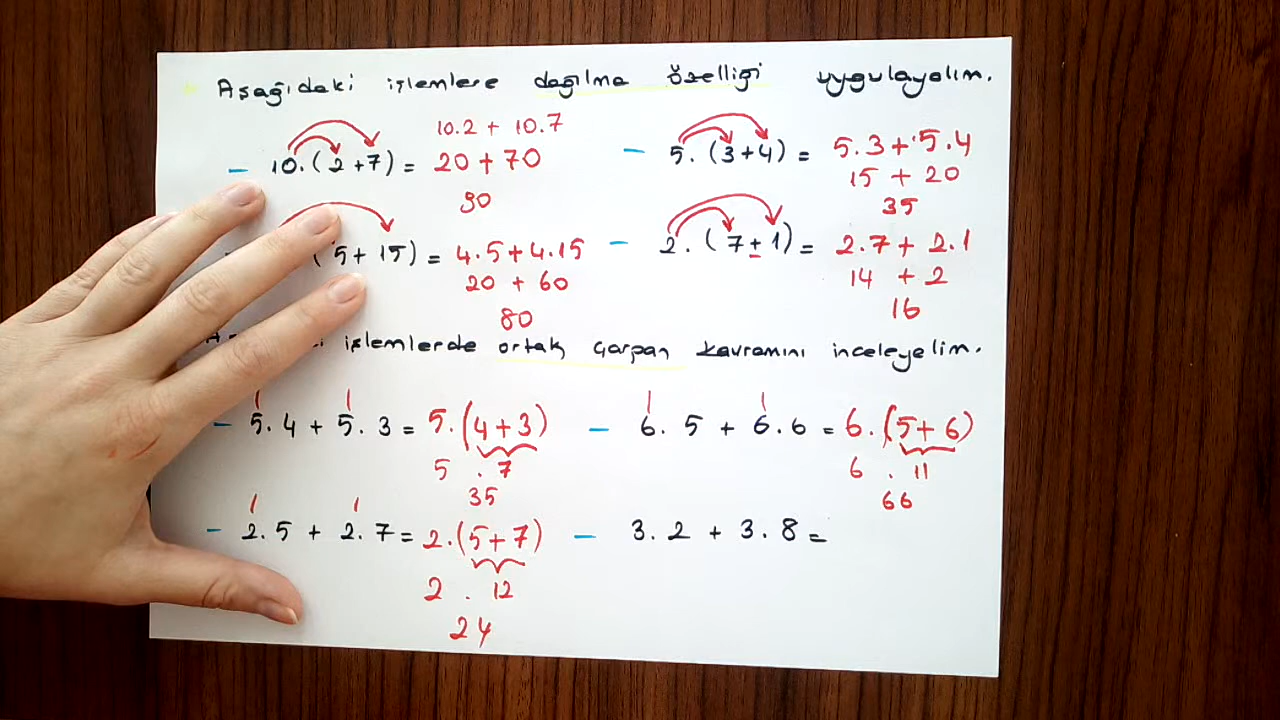 Aşağıdaki işlemlere dağılma özelliği uygulayalım.
10.2 + 10.7
- 10.(2+7) = 20 + 70
90
- 5.(3+4) = 5.3+5.4
15 + 20
35
(5+15) = 4.5+4.15
20 + 60
80
- 2.(7+1) = 2.7+2.1
14 + 2
16
işlemlerde ortak çarpan kavramını inceleyelim.
- 5.4 + 5.3 = 5.(4+3)
5 . 7
35
- 6.5 + 6.6 = 6.(5+6)
6 . 11
66
- 2.5 + 2.7 = 2.(5+7)
2 . 12
24
- 3.2 + 3.8 =